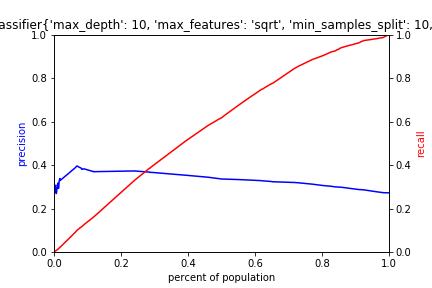 assifier{'max_depth': 10, 'max_features': 'sqrt', 'min_samples_split': 10,
1.0 1.0
0.8 0.8
0.6 0.6
0.4 0.4
0.2 0.2
0.0 0.0
precision
recall
0.0 0.2 0.4 0.6 0.8 1.0
percent of population